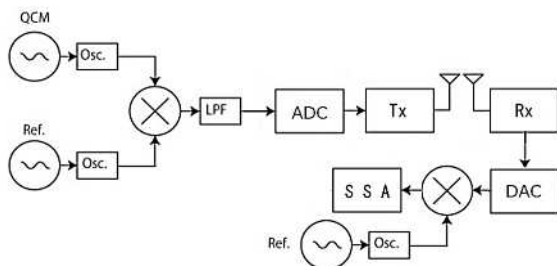 QCM
Osc.
LPF
ADC
Tx
Rx
Ref.
Osc.
S S A
DAC
Ref.
Osc.